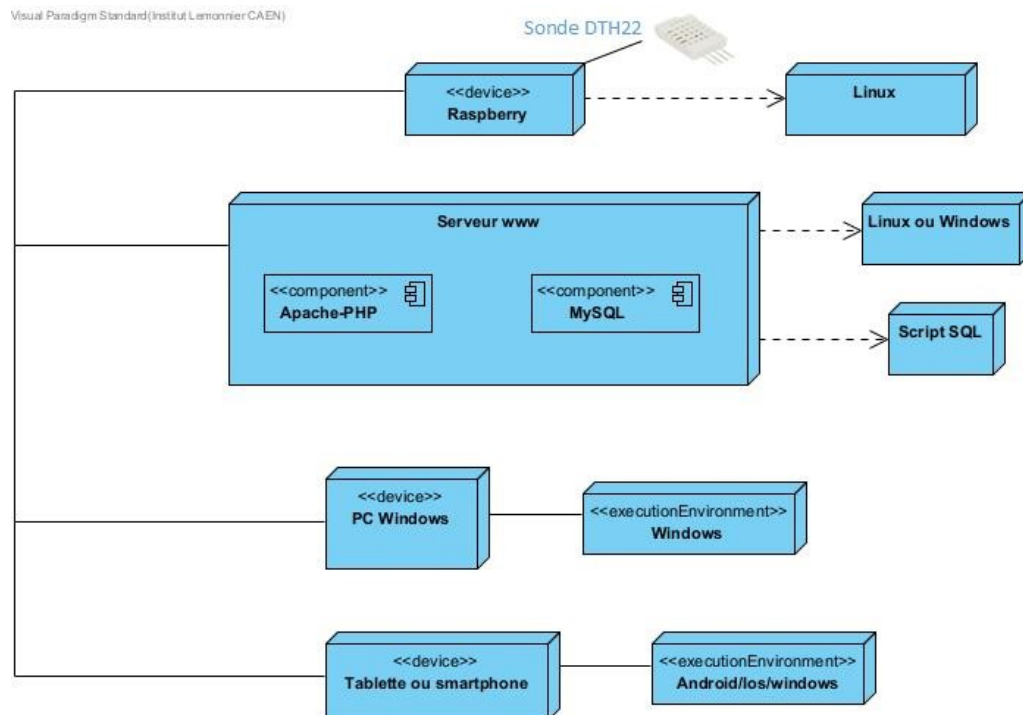 Visual Paradigm Standard(Institut Lemonnier CAEN)
Sonde DTH22
<<device>>
Raspberry
Linux
Serveur www
Linux ou Windows
<<component>>
Apache-PHP
<<component>>
MySQL
Script SQL
<<device>>
PC Windows
<<executionEnvironment>>
Windows
<<device>>
Tablette ou smartphone
<<executionEnvironment>>
Android/Ios/windows